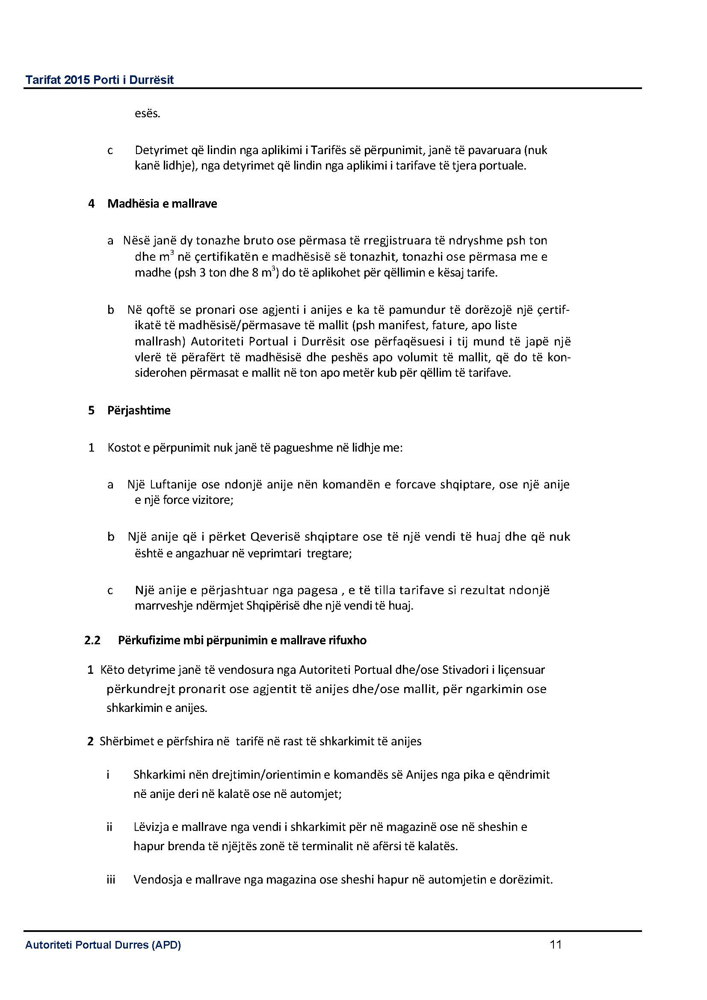 Tarifat 2015 Porti i Durrësit
esës.
c Detyrimet që lindin nga aplikimi i Tarifës së përpunimit, janë të pavaruara (nuk
kanë lidhje), nga detyrimet që lindin nga aplikimi i tarifave të tjera portuale.
4 Madhësia e mallrave
a Nësë janë dy tonazhe bruto ose përmasa të rregjistruara të ndryshme psh ton
dhe m³ në çertifikatën e madhësisë së tonazhit, tonazhi ose përmasa me e
madhe (psh 3 ton dhe 8 m³) do të aplikohet për qëllimin e kësaj tarife.
b Në qoftë se pronari ose agjenti i anijes e ka të pamundur të dorëzojë një çertif-
ikatë të madhësisë/përmasave të mallit (psh manifest, fature, apo liste
mallrash) Autoriteti Portual i Durrësit ose përfaqësuesi i tij mund të japë një
vlerë të përafërt të madhësisë dhe peshës apo volumit të mallit, që do të kon-
siderohen përmasat e mallit në ton apo metër kub për qëllim të tarifave.
5 Përjashtime
1 Kostot e përpunimit nuk janë të pagueshme në lidhje me:
a Një Luftanije ose ndonjë anije nën komandën e forcave shqiptare, ose një anije
e një force vizitore;
b Një anije që i përket Qeverisë shqiptare ose të një vendi të huaj dhe që nuk
është e angazhuar në veprimtari tregtare;
c Një anije e përjashtuar nga pagesa , e të tilla tarifave si rezultat ndonjë
marrveshje ndërmjet Shqipërisë dhe një vendi të huaj.
2.2 Përkufizime mbi përpunimin e mallrave rifuxho
1 Këto detyrime janë të vendosura nga Autoriteti Portual dhe/ose Stivadori i liçensuar
përkundrejt pronarit ose agjentit të anijes dhe/ose mallit, për ngarkimin ose
shkarkimin e anijes.
2 Shërbimet e përfshira në tarifë në rast të shkarkimit të anijes
i Shkarkimi nën drejtimin/orientimin e komandës së Anijes nga pika e qëndrimit
në anije deri në kalatë ose në automjet;
ii Lëvizja e mallrave nga vendi i shkarkimit për në magazinë ose në sheshin e
hapur brenda të njëjtës zonë të terminalit në afërsi të kalatës.
iii Vendosja e mallrave nga magazina ose sheshi hapur në automjetin e dorëzimit.
Autoriteti Portual Durres (APD) 11